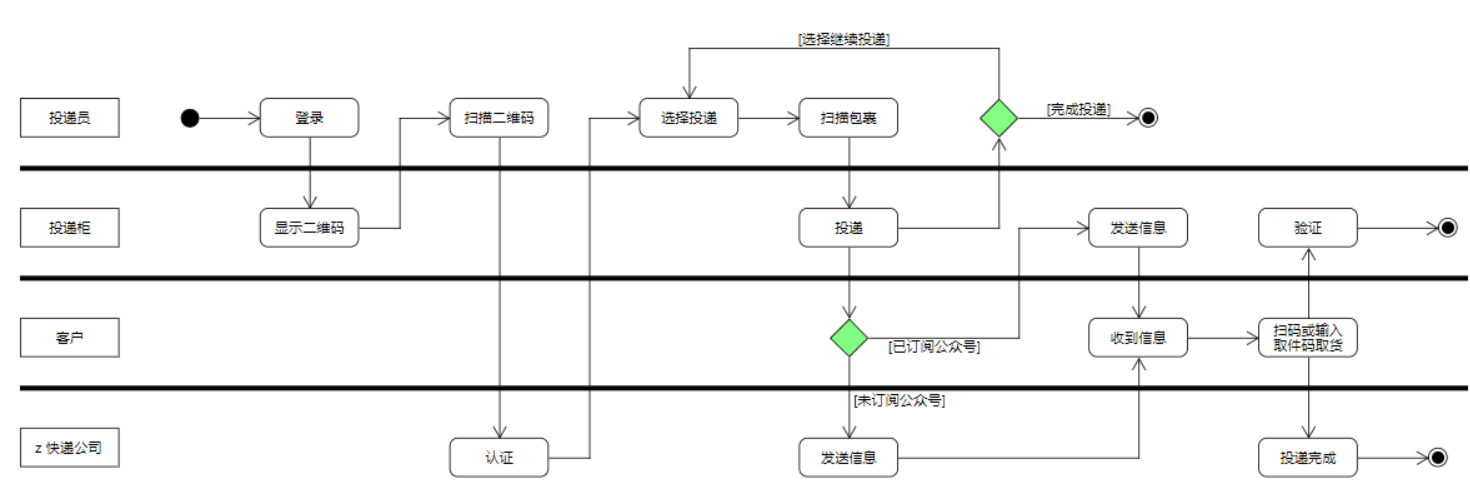 [选择继续投递]
投递员
登录
扫描二维码
选择投递
扫描包裹
[完成投递]
投递柜
显示二维码
投递
发送信息
验证
客户
[已订阅公众号]
收到信息
扫码或输入
取件码取货
[未订阅公众号]
z 快递公司
认证
发送信息
投递完成